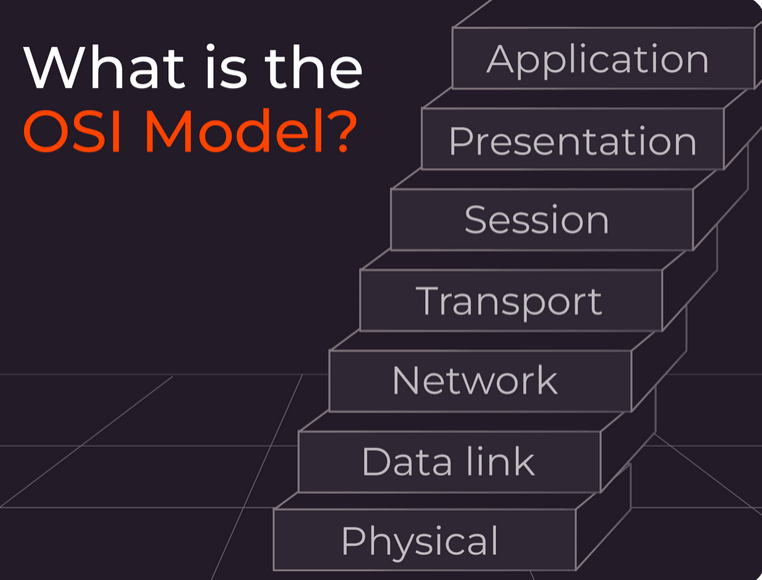 What is the
OSI Model?
Application
Presentation
Session
Transport
Network
Data link
Physical